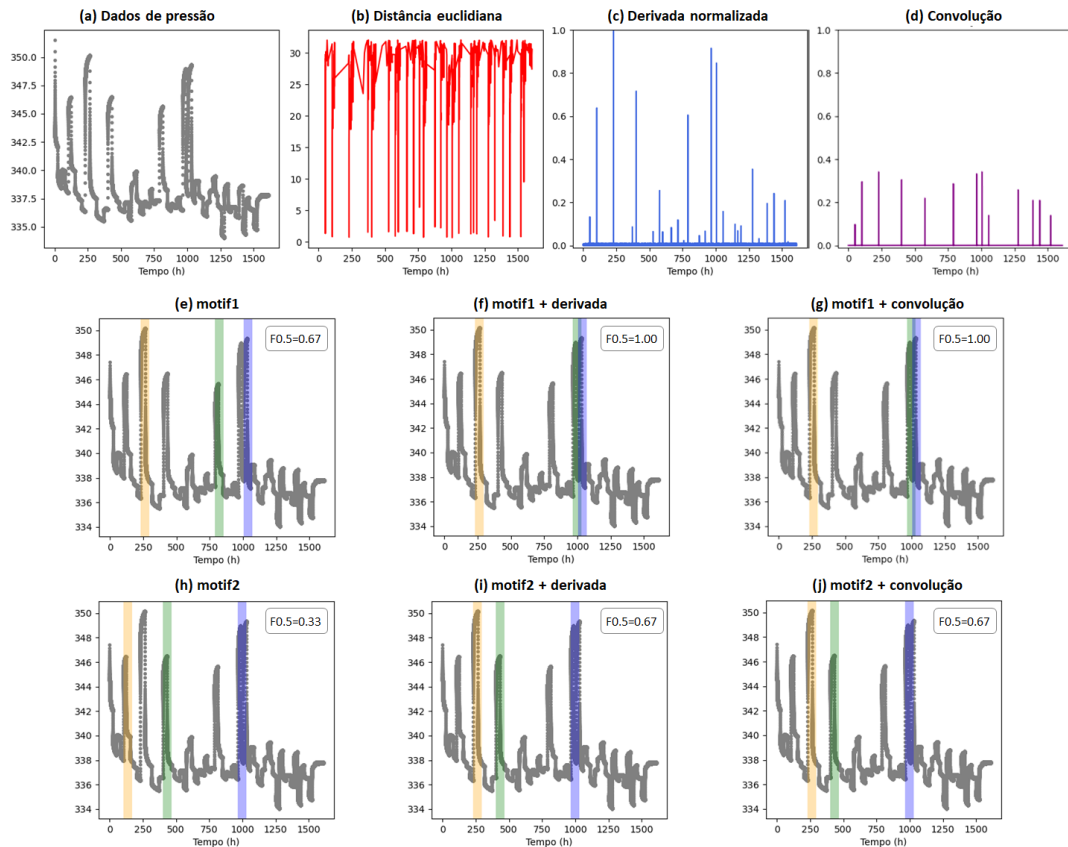 (a) Dados de pressão
350.0
347.5
345.0
342.5
340.0
337.5
335.0
0 250 500 750 1000 1250 1500
Tempo (h)
(b) Distância euclidiana
30
25
20
15
10
5
0
0 250 500 750 1000 1250 1500
Tempo (h)
(c) Derivada normalizada
1.0
0.8
0.6
0.4
0.2
0.0
0 250 500 750 1000 1250 1500
Tempo (h)
(d) Convolução
1.0
0.8
0.6
0.4
0.2
0.0
0 250 500 750 1000 1250 1500
Tempo (h)
(e) motif1
F0.5=0.67
350
348
346
344
342
340
338
336
334
0 250 500 750 1000 1250 1500
Tempo (h)
(f) motif1 + derivada
F0.5=1.00
350
348
346
344
342
340
338
336
334
0 250 500 750 1000 1250 1500
Tempo (h)
(g) motif1 + convolução
F0.5=1.00
350
348
346
344
342
340
338
336
334
0 250 500 750 1000 1250 1500
Tempo (h)
(h) motif2
F0.5=0.33
350
348
346
344
342
340
338
336
334
0 250 500 750 1000 1250 1500
Tempo (h)
(i) motif2 + derivada
F0.5=0.67
350
348
346
344
342
340
338
336
334
0 250 500 750 1000 1250 1500
Tempo (h)
(j) motif2 + convolução
F0.5=0.67
350
348
346
344
342
340
338
336
334
0 250 500 750 1000 1250 1500
Tempo (h)